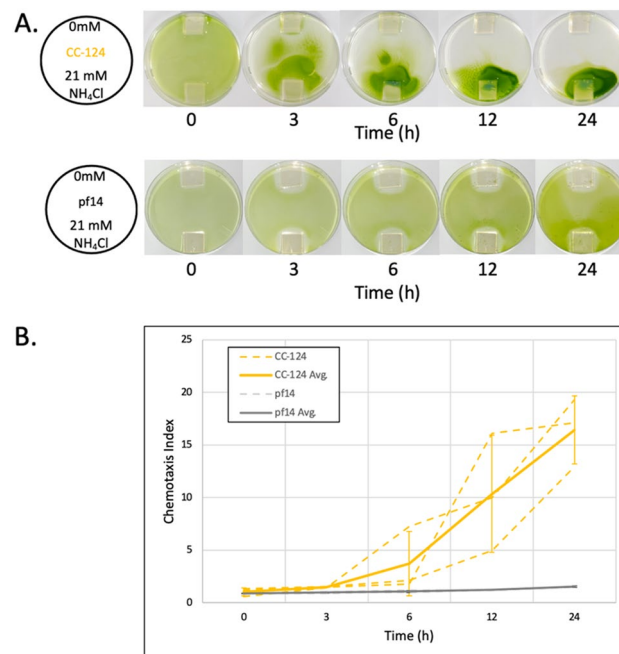 A.
0mM
CC-124
21 mM
NH₄Cl
0 3 6 12 24
Time (h)
0mM
pf14
21 mM
NH₄Cl
0 3 6 12 24
Time (h)
B.
25
20
15
10
5
0
Chemotaxis Index
CC-124
CC-124 Avg.
pf14
pf14 Avg.
0 3 6 12 24
Time (h)